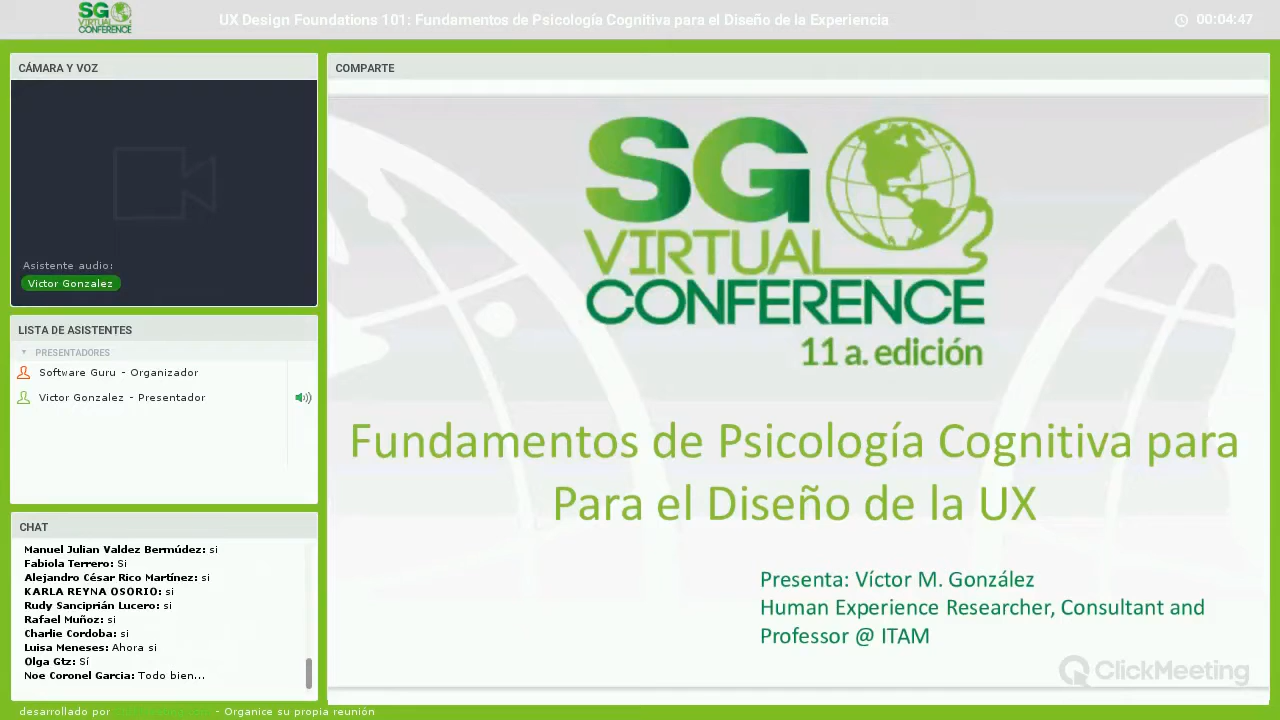 SG
VIRTUAL
CONFERENCE
UX Design Foundations 101: Fundamentos de Psicología Cognitiva para el Diseño de la Experiencia
00:04:47
CÁMARA Y VOZ
Asistente audio:
Victor Gonzalez
LISTA DE ASISTENTES
PRESENTADORES
Software Guru - Organizador
Victor Gonzalez - Presentador
CHAT
Manuel Julian Valdez Bermúdez: si
Fabiola Terrero: Si
Alejandro César Rico Martínez: si
KARLA REYNA OSORIO: si
Rudy Sanciprián Lucero: si
Rafael Muñoz: si
Charlie Cordoba: si
Luisa Meneses: Ahora si
Olga Gtz: Sí
Noe Coronel Garcia: Todo bien...
desarrollado por - Organice su propia reunión
COMPARTE
SG
VIRTUAL
CONFERENCE
11 a. edición
Fundamentos de Psicología Cognitiva para
Para el Diseño de la UX
Presenta: Víctor M. González
Human Experience Researcher, Consultant and
Professor @ ITAM
ClickMeeting